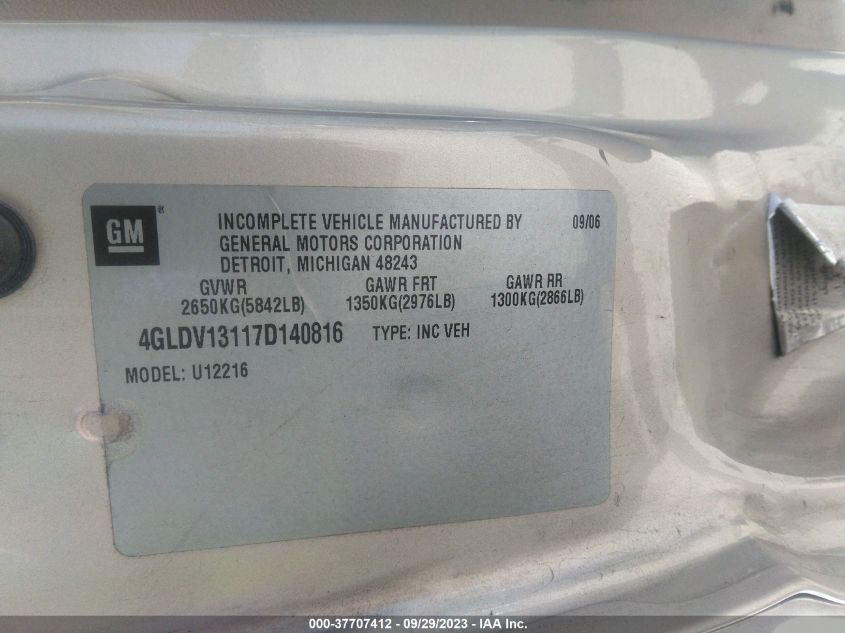 GM ® INCOMPLETE VEHICLE MANUFACTURED BY 09/06
GENERAL MOTORS CORPORATION
DETROIT, MICHIGAN 48243
GVWR GAWR FRT GAWR RR
2650KG(5842LB) 1350KG(2976LB) 1300KG(2866LB)
4GLDV13117D140816 TYPE: INC VEH
MODEL: U12216
000-37707412 - 09/29/2023 - IAA Inc.